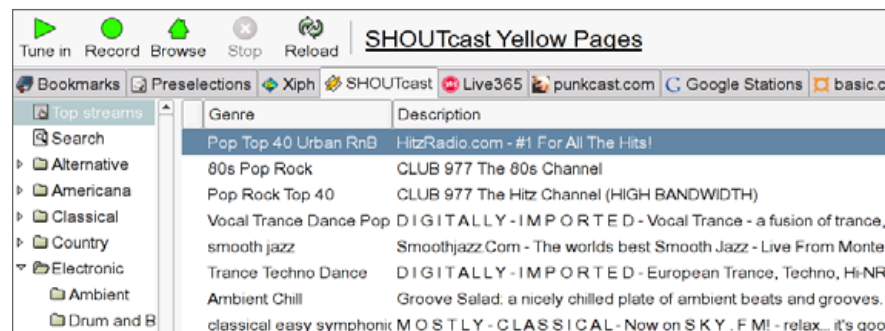 SHOUTcast Yellow Pages
Tune in Record Browse Stop Reload
Bookmarks Preselections Xiph SHOUTcast Live365 punkcast.com Google Stations basic.c
Top streams
Genre Description
Search
Pop Top 40 Urban RnB HitzRadio.com - #1 For All The Hits!
Alternative
80s Pop Rock CLUB 977 The 80s Channel
Americana
Pop Rock Top 40 CLUB 977 The Hitz Channel (HIGH BANDWIDTH)
Classical
Vocal Trance Dance Pop D I G I T A L L Y - I M P O R T E D - Vocal Trance - a fusion of trance,
Country
smooth jazz Smoothjazz.Com - The worlds best Smooth Jazz - Live From Monte
Electronic
Trance Techno Dance D I G I T A L L Y - I M P O R T E D - European Trance, Techno, Hi-NR
Ambient
Ambient Chill Groove Salad: a nicely chilled plate of ambient beats and grooves.
Drum and B
classical easy symphonic M O S T L Y - C L A S S I C A L - Now on S K Y . F M! - relax... it's goo